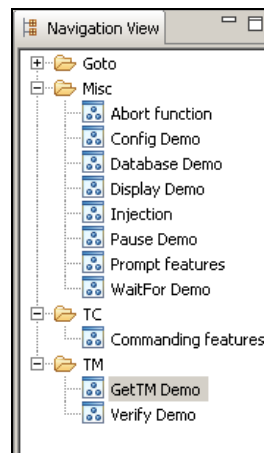 Navigation View
Goto
Misc
Abort function
Config Demo
Database Demo
Display Demo
Injection
Pause Demo
Prompt features
WaitFor Demo
TC
Commanding features
TM
GetTM Demo
Verify Demo